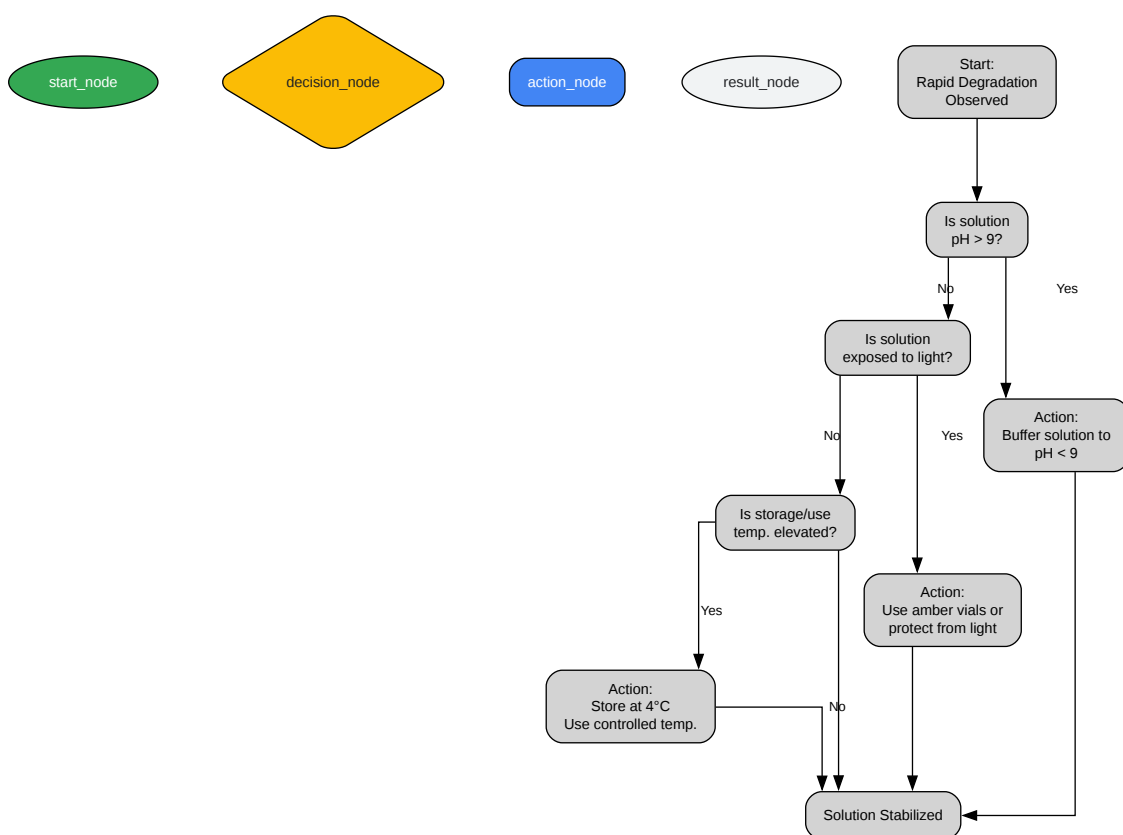 start_node
decision_node
action_node
result_node
Start:
Rapid Degradation
Observed
Is solution
pH > 9?
No
Yes
Is solution
exposed to light?
Action:
Buffer solution to
pH < 9
No
Yes
Is storage/use
temp. elevated?
Action:
Use amber vials or
protect from light
Yes
Action:
Store at 4°C
Use controlled temp.
No
Solution Stabilized